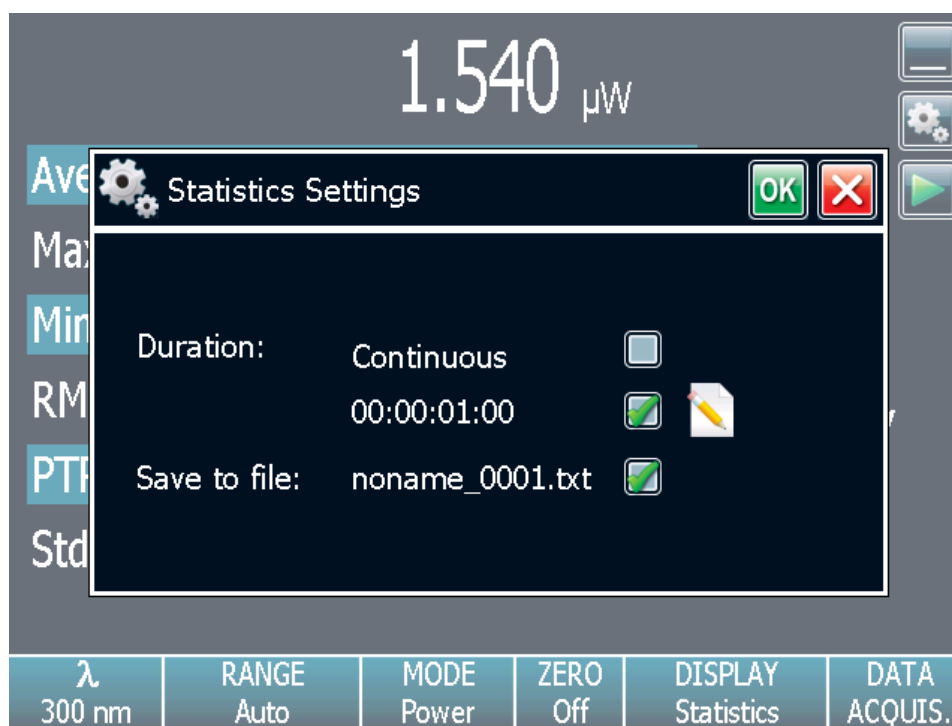 1.540 µW
Statistics Settings
OK
Duration:
Continuous
00:00:01:00
Save to file: noname_0001.txt
λ RANGE MODE ZERO DISPLAY DATA
300 nm Auto Power Off Statistics ACQUIS